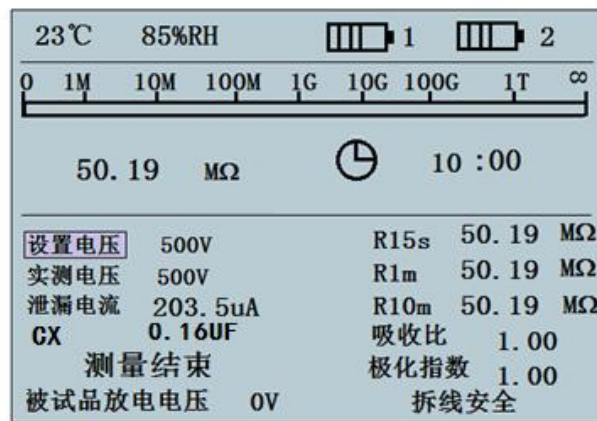 23℃ 85%RH 1 2
0 1M 10M 100M 1G 10G 100G 1T ∞
50.19 MΩ 10:00
设置电压 500V R15s 50.19 MΩ
实测电压 500V R1m 50.19 MΩ
泄漏电流 203.5uA R10m 50.19 MΩ
CX 0.16UF 吸收比 1.00
测量结束 极化指数 1.00
被试品放电电压 0V 拆线安全